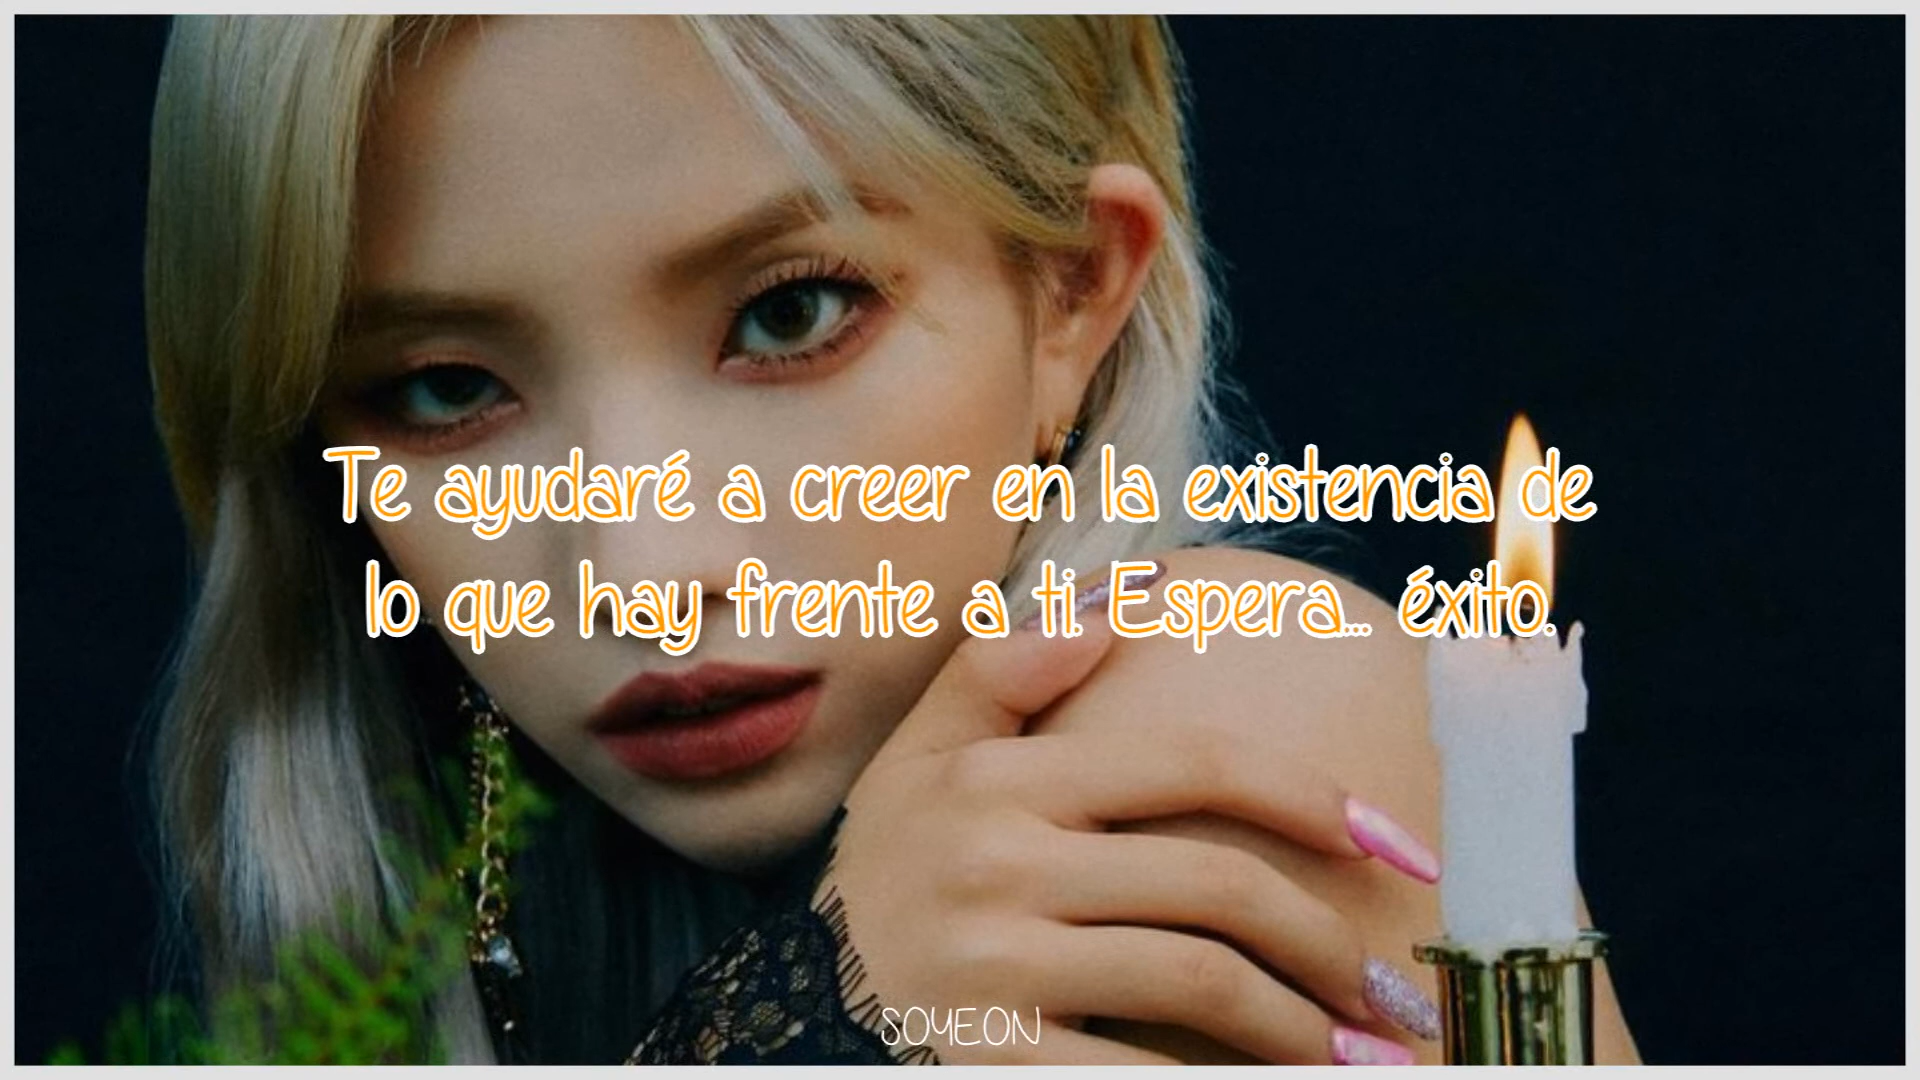 Te ayudaré a creer en la existencia de
lo que hay frente a ti. Espera... éxito.
SOYEON